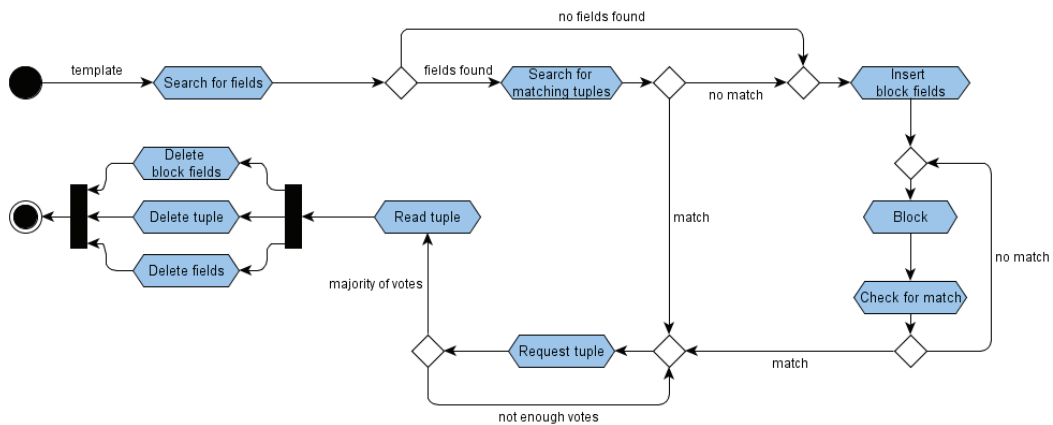 no fields found
template
Search for fields
fields found
Search for
matching tuples
no match
Insert
block fields
Delete
block fields
Delete tuple
Delete fields
Read tuple
match
Block
no match
majority of votes
Check for match
Request tuple
match
not enough votes